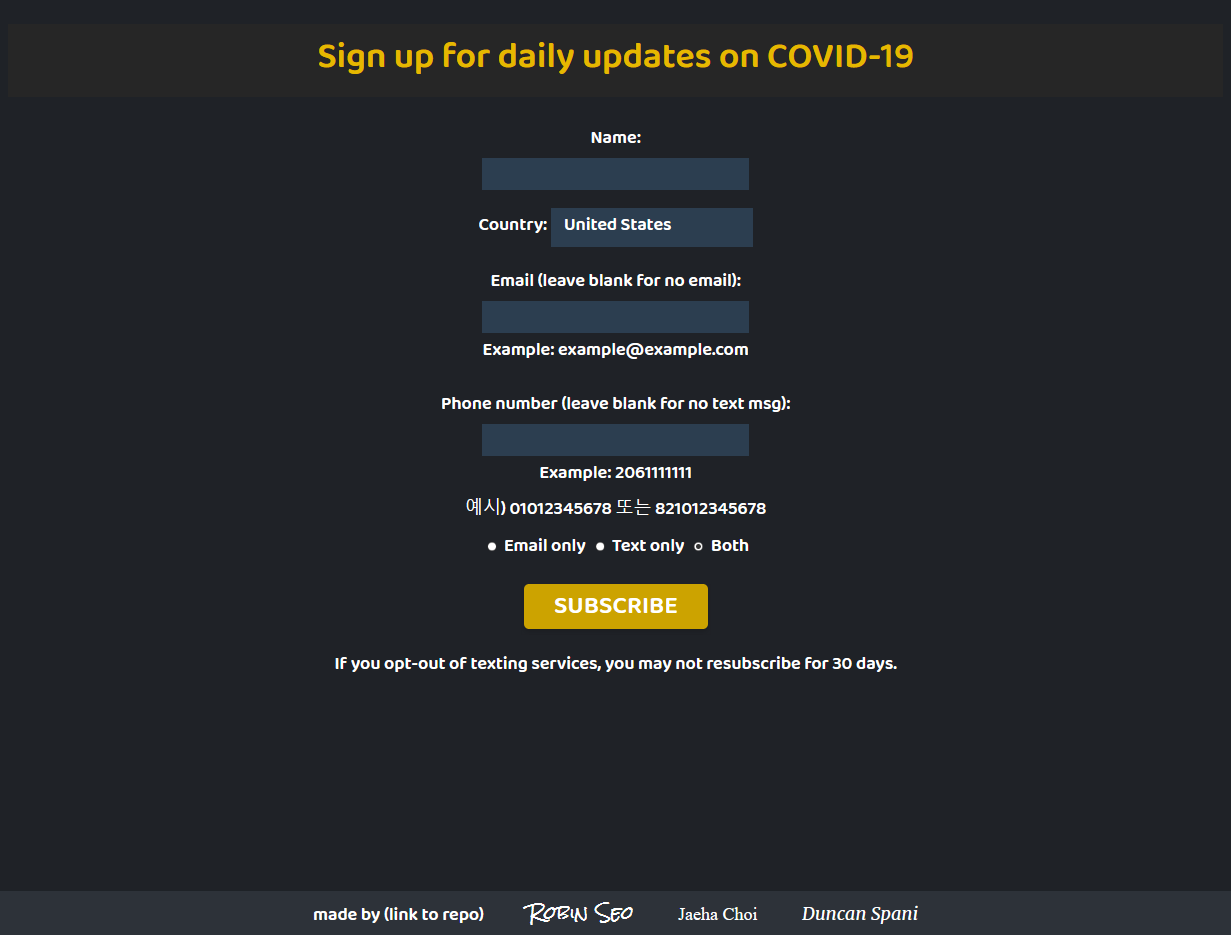 Sign up for daily updates on COVID-19
Name:
Country: United States
Email (leave blank for no email):
Example: example@example.com
Phone number (leave blank for no text msg):
Example: 2061111111
예시) 01012345678 또는 821012345678
Email only Text only Both
SUBSCRIBE
If you opt-out of texting services, you may not resubscribe for 30 days.
made by (link to repo) Robin Seo Jaeha Choi Duncan Spani